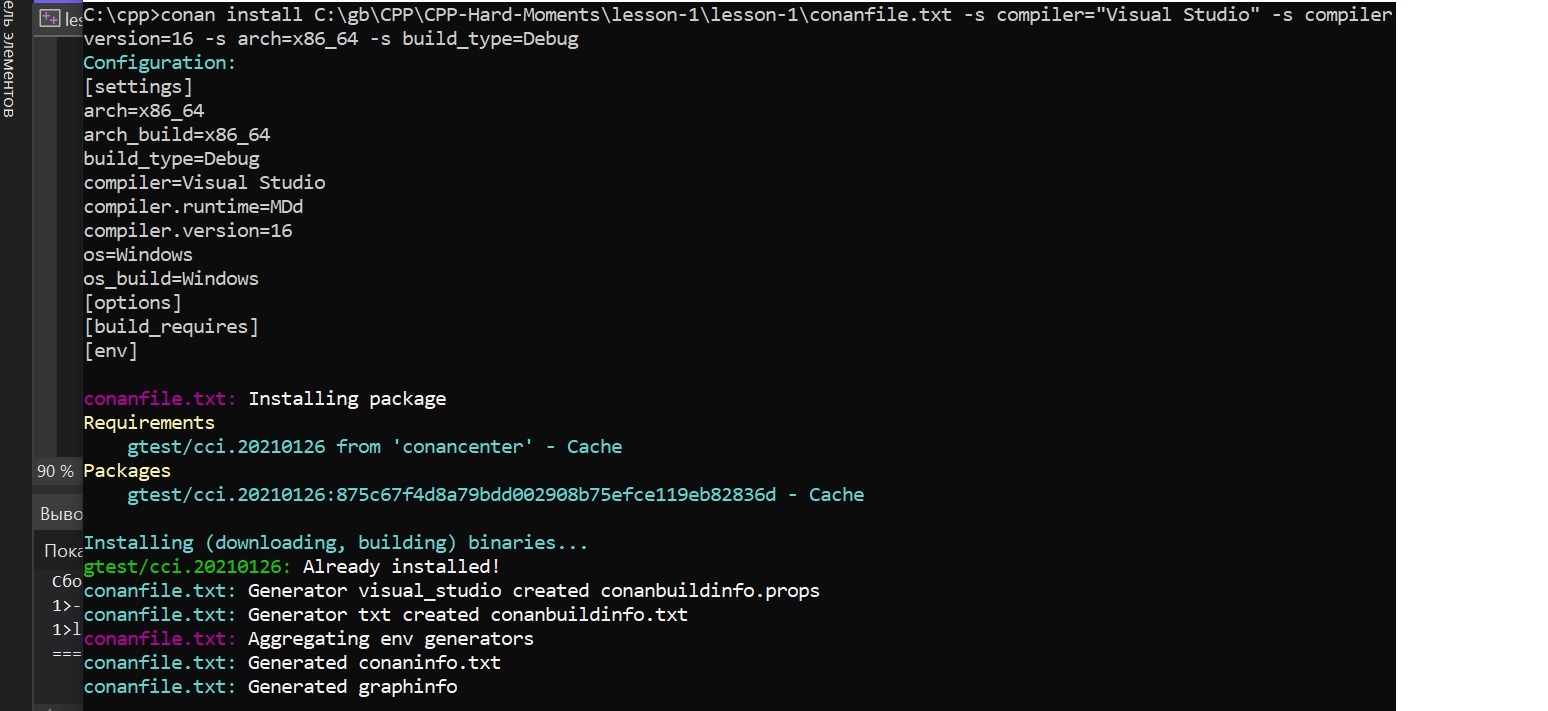 ель элементов
les
90 %
Выво
Пока
Сбо
1>-
1>l
===
C:\cpp>conan install C:\gb\CPP\CPP-Hard-Moments\lesson-1\lesson-1\conanfile.txt -s compiler="Visual Studio" -s compiler
version=16 -s arch=x86_64 -s build_type=Debug
Configuration:
[settings]
arch=x86_64
arch_build=x86_64
build_type=Debug
compiler=Visual Studio
compiler.runtime=MDd
compiler.version=16
os=Windows
os_build=Windows
[options]
[build_requires]
[env]
conanfile.txt: Installing package
Requirements
gtest/cci.20210126 from 'conancenter' - Cache
Packages
gtest/cci.20210126:875c67f4d8a79bdd002908b75efce119eb82836d - Cache
Installing (downloading, building) binaries...
gtest/cci.20210126: Already installed!
conanfile.txt: Generator visual_studio created conanbuildinfo.props
conanfile.txt: Generator txt created conanbuildinfo.txt
conanfile.txt: Aggregating env generators
conanfile.txt: Generated conaninfo.txt
conanfile.txt: Generated graphinfo